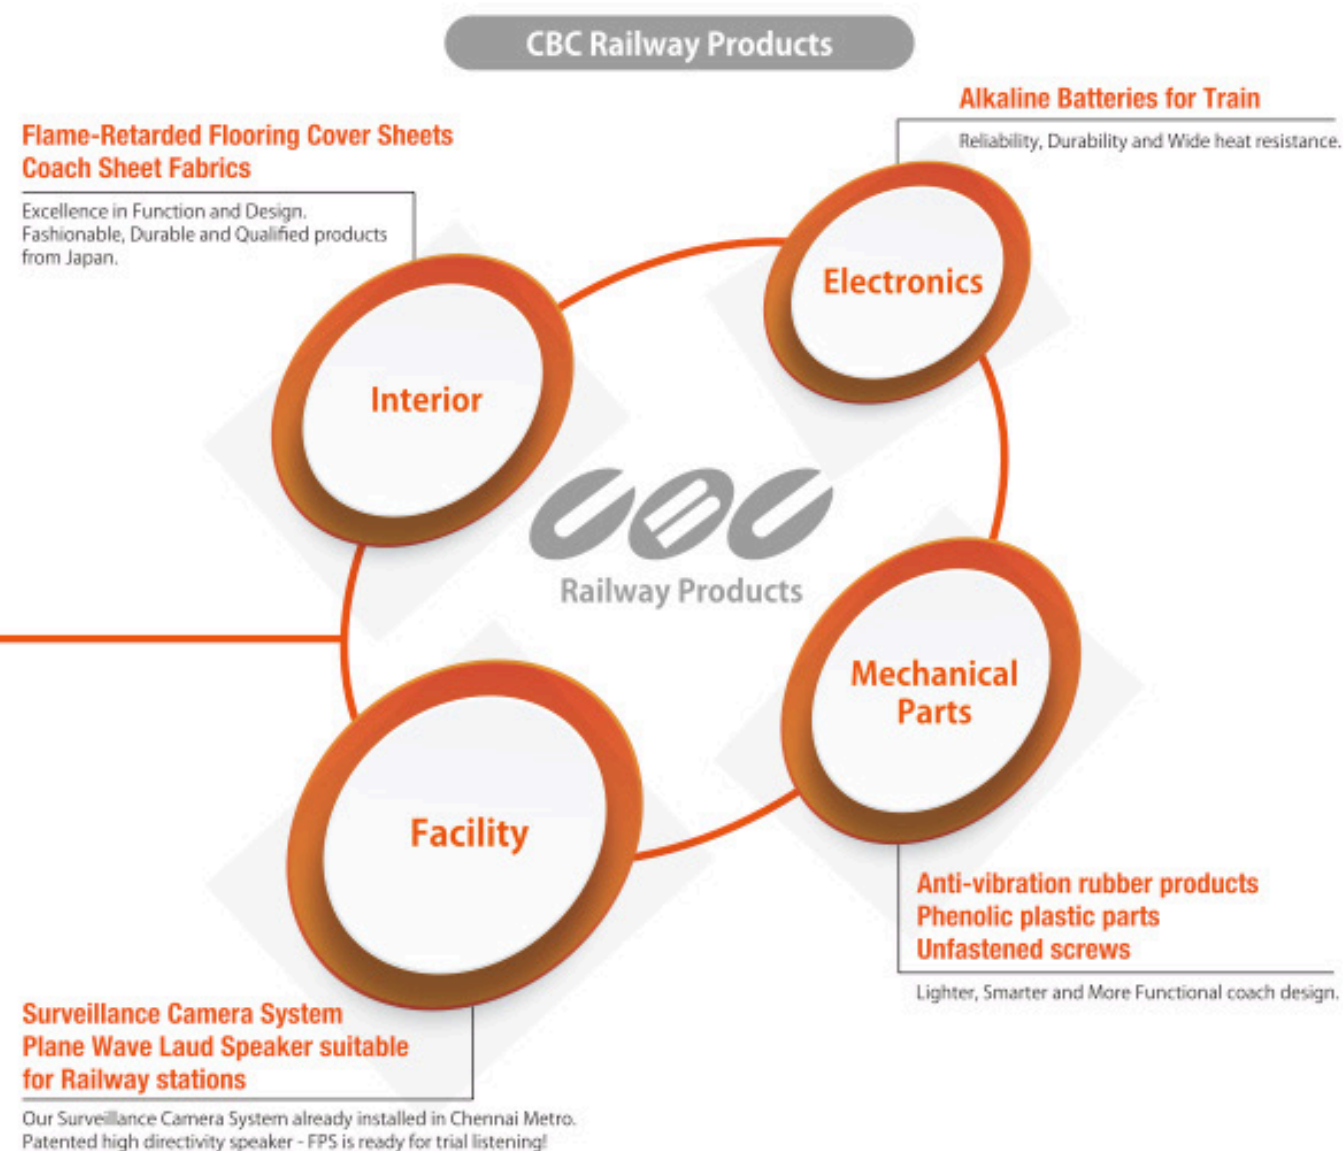 CBC Railway Products
Alkaline Batteries for Train
Reliability, Durability and Wide heat resistance.
Flame-Retarded Flooring Cover Sheets
Coach Sheet Fabrics
Excellence in Function and Design.
Fashionable, Durable and Qualified products
from Japan.
Electronics
Interior
CBC
Railway Products
Mechanical
Parts
Facility
Anti-vibration rubber products
Phenolic plastic parts
Unfastened screws
Lighter, Smarter and More Functional coach design.
Surveillance Camera System
Plane Wave Laud Speaker suitable
for Railway stations
Our Surveillance Camera System already installed in Chennai Metro.
Patented high directivity speaker - FPS is ready for trial listening!